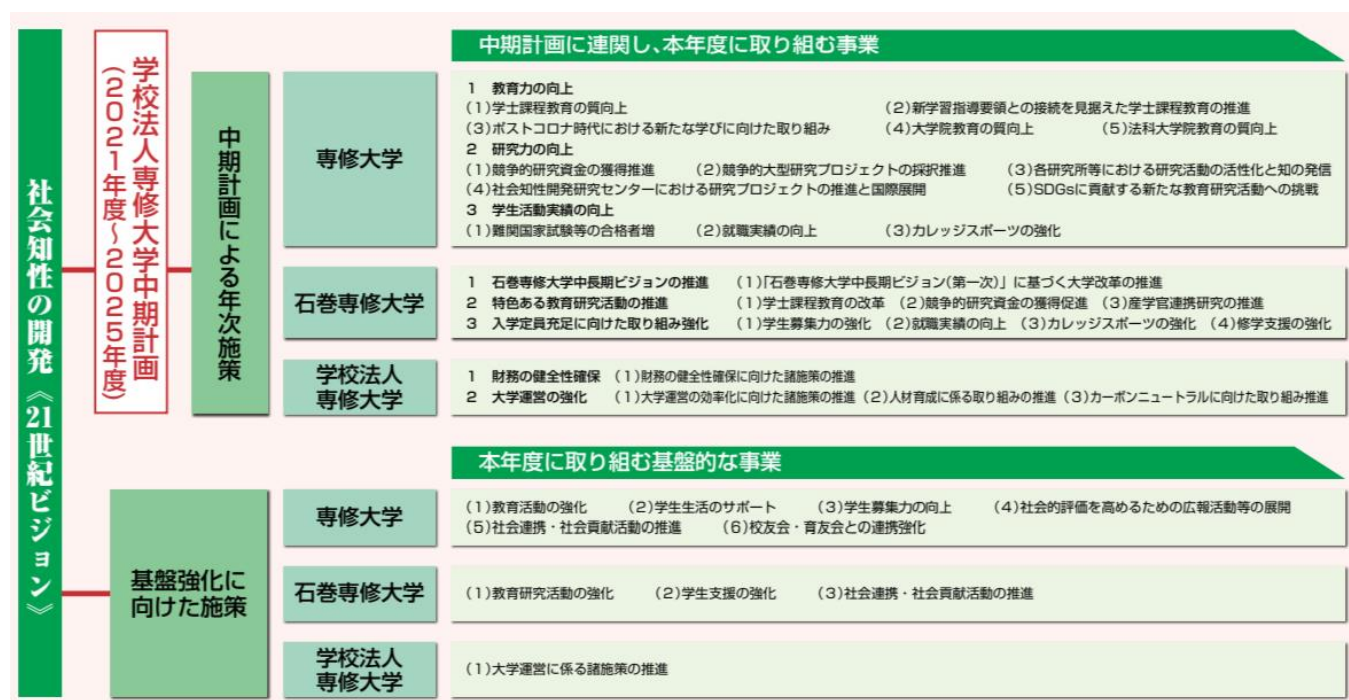 社会知性の開発《21世紀ビジョン》
学校法人専修大学中期計画
(2021年度~2025年度)
中期計画による年次施策
中期計画に連関し、本年度に取り組む事業
専修大学
1 教育力の向上
(1)学士課程教育の質向上 (2)新学習指導要領との接続を見据えた学士課程教育の推進
(3)ポストコロナ時代における新たな学びに向けた取り組み (4)大学院教育の質向上 (5)法科大学院教育の質向上
2 研究力の向上
(1)競争的研究資金の獲得推進 (2)競争的大型研究プロジェクトの採択推進 (3)各研究所等における研究活動の活性化と知の発信
(4)社会知性開発研究センターにおける研究プロジェクトの推進と国際展開 (5)SDGsに貢献する新たな教育研究活動への挑戦
3 学生活動実績の向上
(1)難関国家試験等の合格者増 (2)就職実績の向上 (3)カレッジスポーツの強化
石巻専修大学
1 石巻専修大学中長期ビジョンの推進 (1)「石巻専修大学中長期ビジョン(第一次)」に基づく大学改革の推進
2 特色ある教育研究活動の推進 (1)学士課程教育の改革 (2)競争的研究資金の獲得促進 (3)産学官連携研究の推進
3 入学定員充足に向けた取り組み強化 (1)学生募集力の強化 (2)就職実績の向上 (3)カレッジスポーツの強化 (4)修学支援の強化
学校法人
専修大学
1 財務の健全性確保 (1)財務の健全性確保に向けた諸施策の推進
2 大学運営の強化 (1)大学運営の効率化に向けた諸施策の推進 (2)人材育成に係る取り組みの推進 (3)カーボンニュートラルに向けた取り組み推進
基盤強化に
向けた施策
本年度に取り組む基盤的な事業
専修大学
(1)教育活動の強化 (2)学生生活のサポート (3)学生募集力の向上 (4)社会的評価を高めるための広報活動等の展開
(5)社会連携・社会貢献活動の推進 (6)校友会・育友会との連携強化
石巻専修大学
(1)教育研究活動の強化 (2)学生支援の強化 (3)社会連携・社会貢献活動の推進
学校法人
専修大学
(1)大学運営に係る諸施策の推進